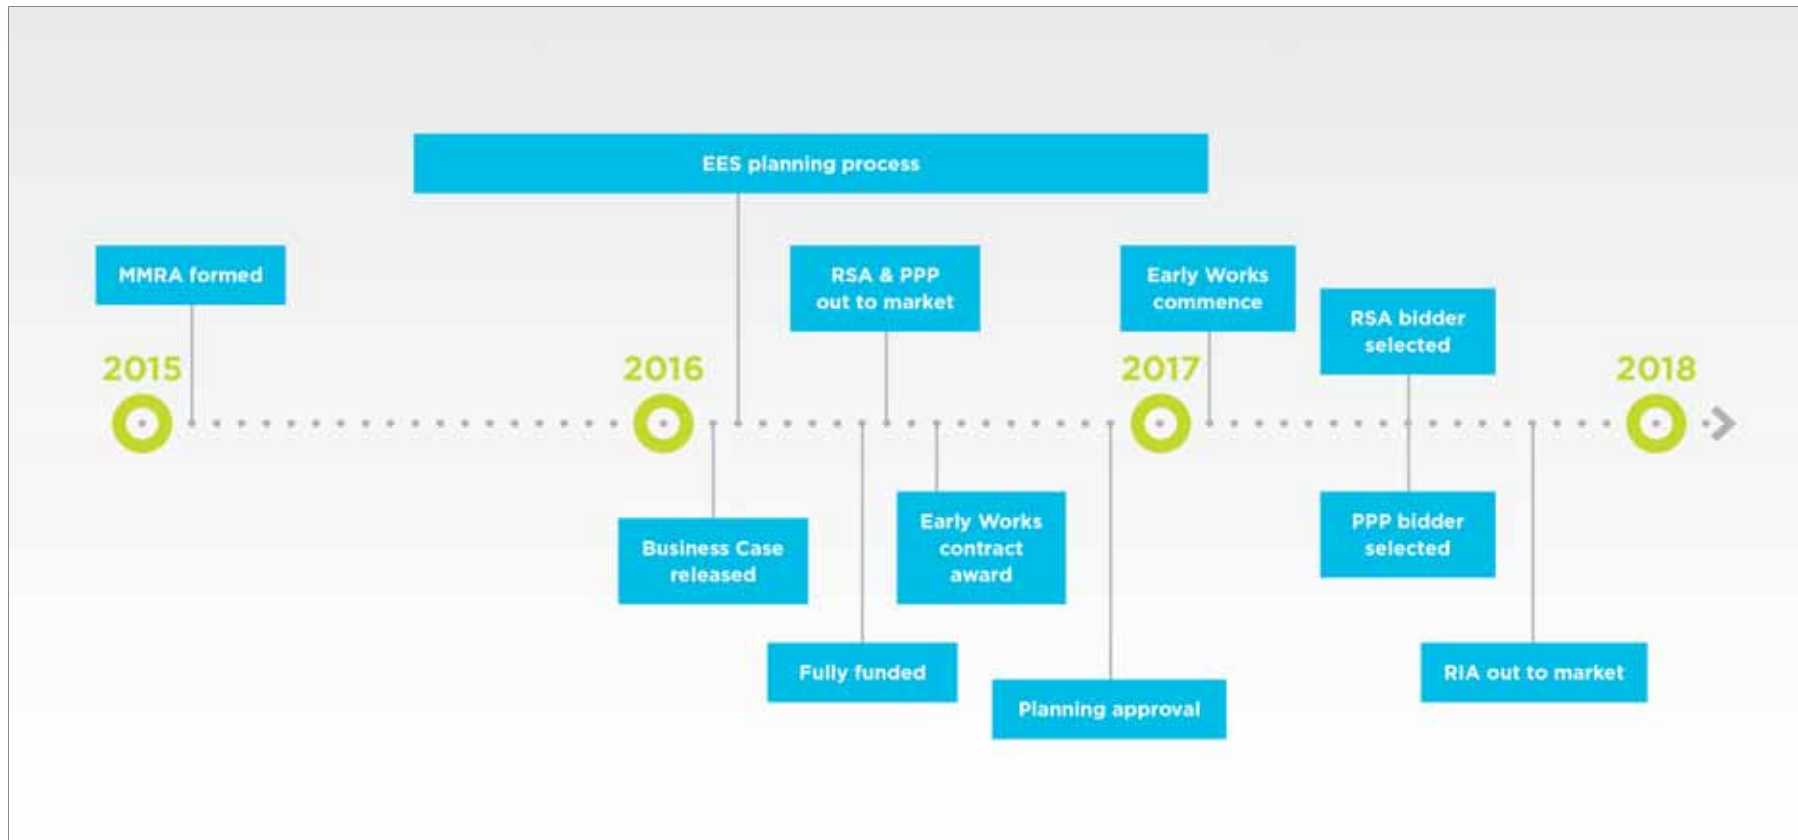 EES planning process
MMRA formed
RSA & PPP
out to market
Early Works
commence
RSA bidder
selected
2015
2016
2017
2018
Business Case
released
Early Works
contract
award
PPP bidder
selected
Fully funded
Planning approval
RIA out to market